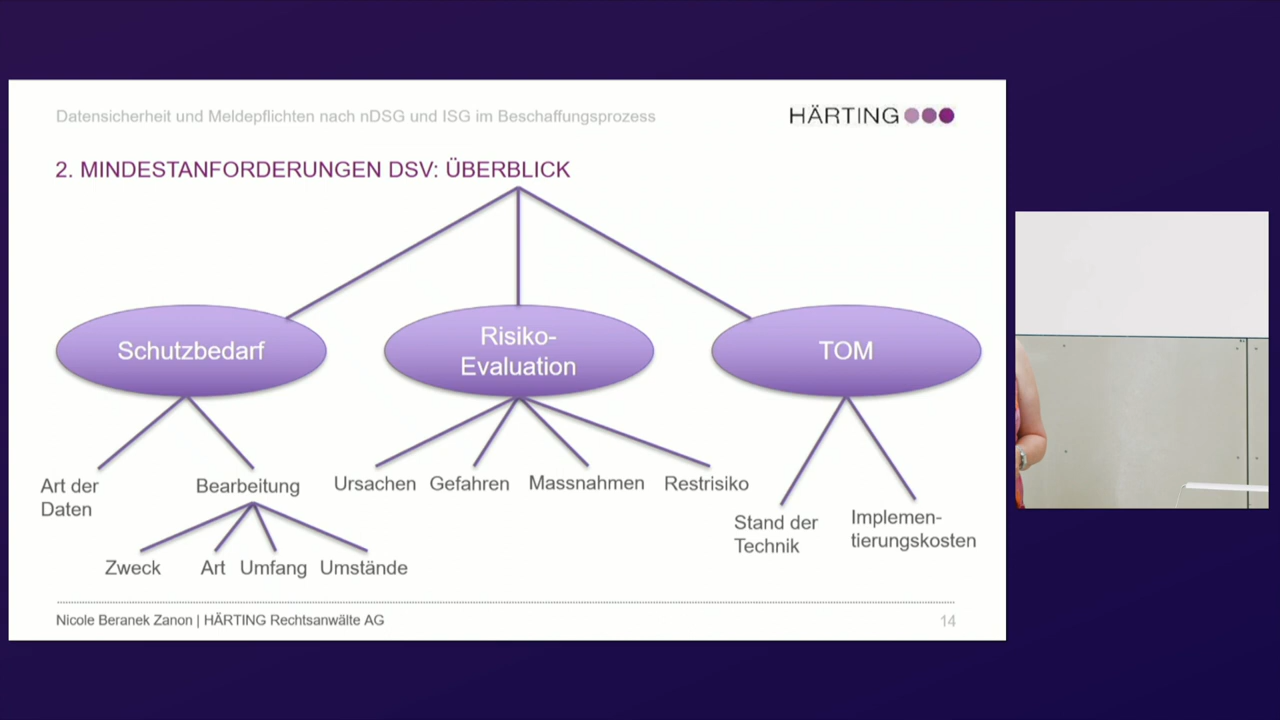 Datensicherheit und Meldepflichten nach nDSG und ISG im Beschaffungsprozess
HÄRTING
2. MINDESTANFORDERUNGEN DSV: ÜBERBLICK
Schutzbedarf
Risiko-
Evaluation
TOM
Art der
Daten
Bearbeitung
Ursachen
Gefahren
Massnahmen
Restrisiko
Stand der
Technik
Implemen-
tierungskosten
Zweck
Art
Umfang
Umstände
Nicole Beranek Zanon | HÄRTING Rechtsanwälte AG
14